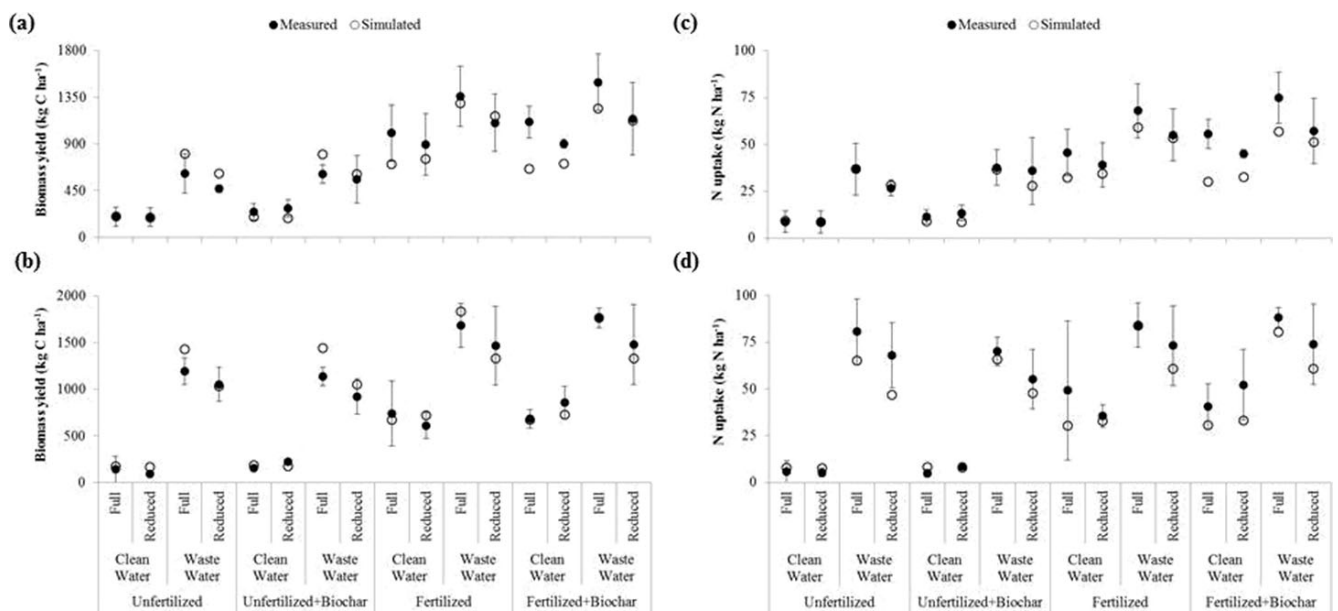 (a)
Measured Simulated
Biomass yield (kg C ha⁻¹)
1800
1350
900
450
0
(c)
Measured Simulated
N uptake (kg N ha⁻¹)
100
75
50
25
0
(b)
Biomass yield (kg C ha⁻¹)
2000
1500
1000
500
0
Full Reduced Full Reduced Full Reduced Full Reduced Full Reduced Full Reduced Full Reduced Full Reduced
Clean Waste Clean Waste Clean Waste Clean Waste
Water Water Water Water Water Water Water Water
Unfertilized Unfertilized+Biochar Fertilized Fertilized+Biochar
(d)
N uptake (kg N ha⁻¹)
100
75
50
25
0
Full Reduced Full Reduced Full Reduced Full Reduced Full Reduced Full Reduced Full Reduced Full Reduced
Clean Waste Clean Waste Clean Waste Clean Waste
Water Water Water Water Water Water Water Water
Unfertilized Unfertilized+Biochar Fertilized Fertilized+Biochar